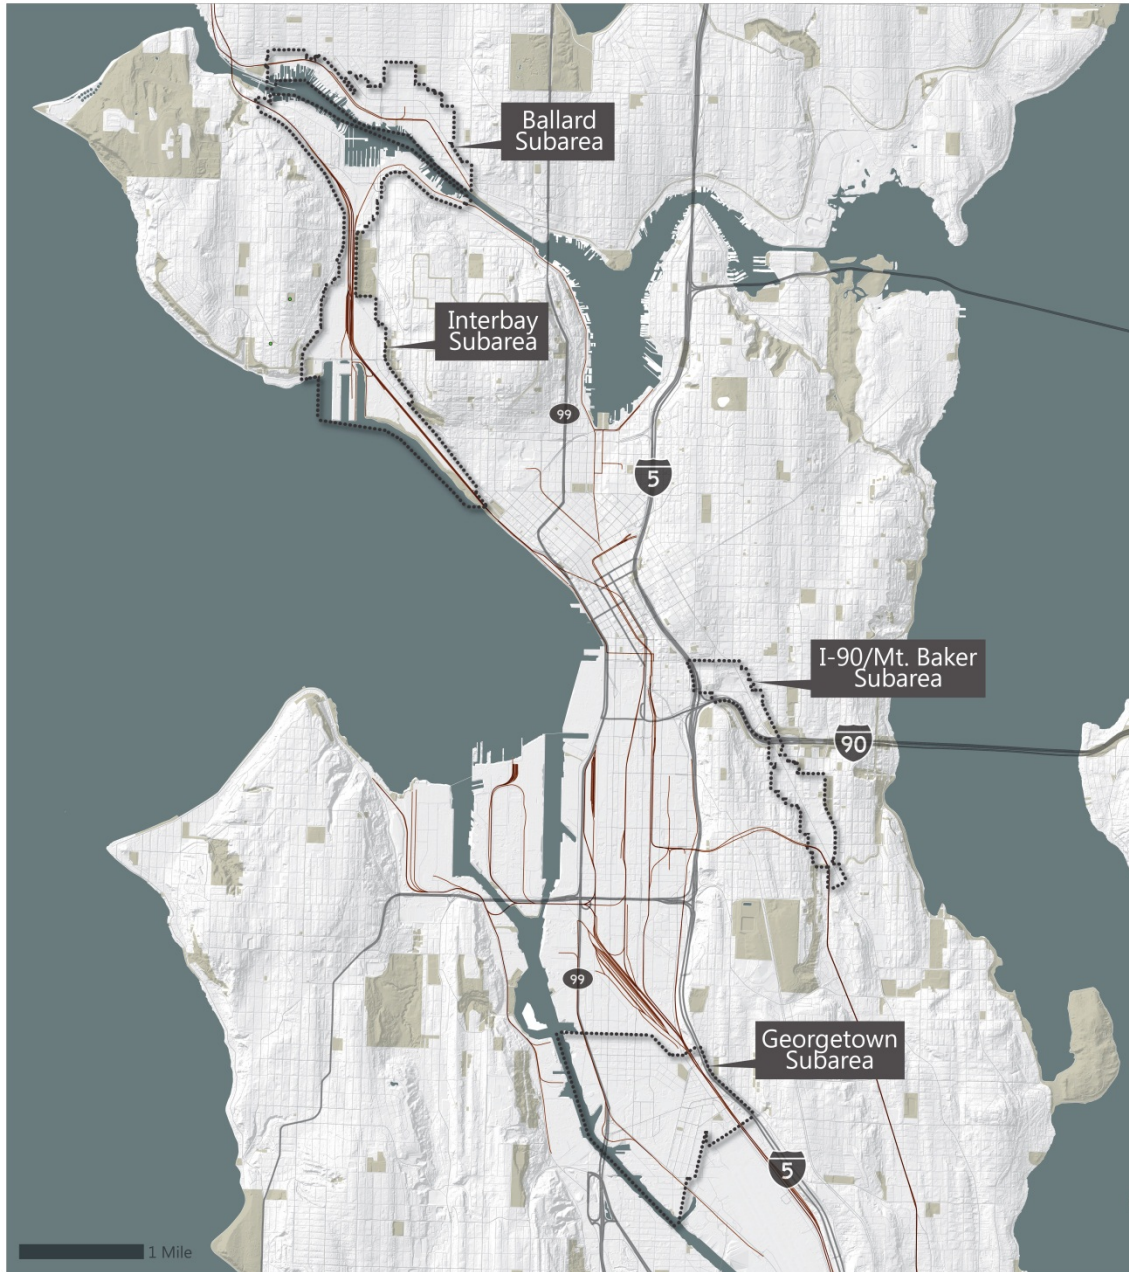 Ballard
Subarea
Interbay
Subarea
99
5
I-90/Mt. Baker
Subarea
90
99
Georgetown
Subarea
5
1 Mile